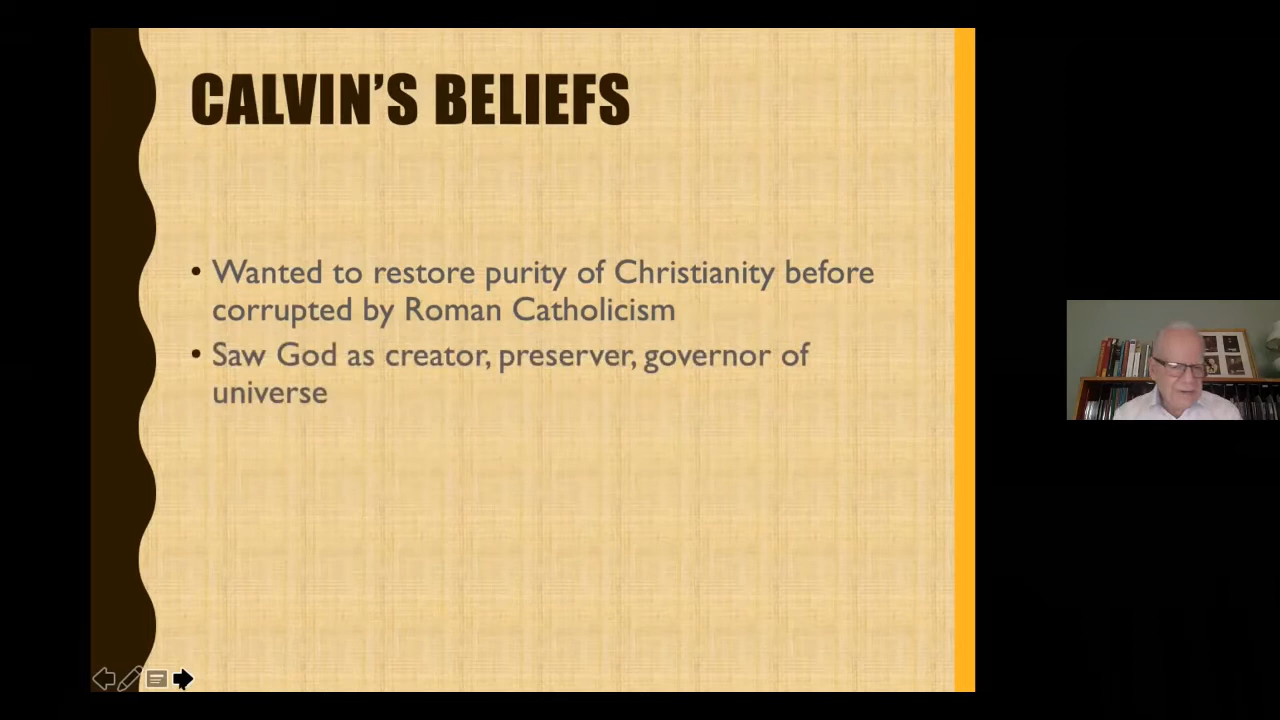 CALVIN'S BELIEFS
• Wanted to restore purity of Christianity before
corrupted by Roman Catholicism
• Saw God as creator, preserver, governor of
universe